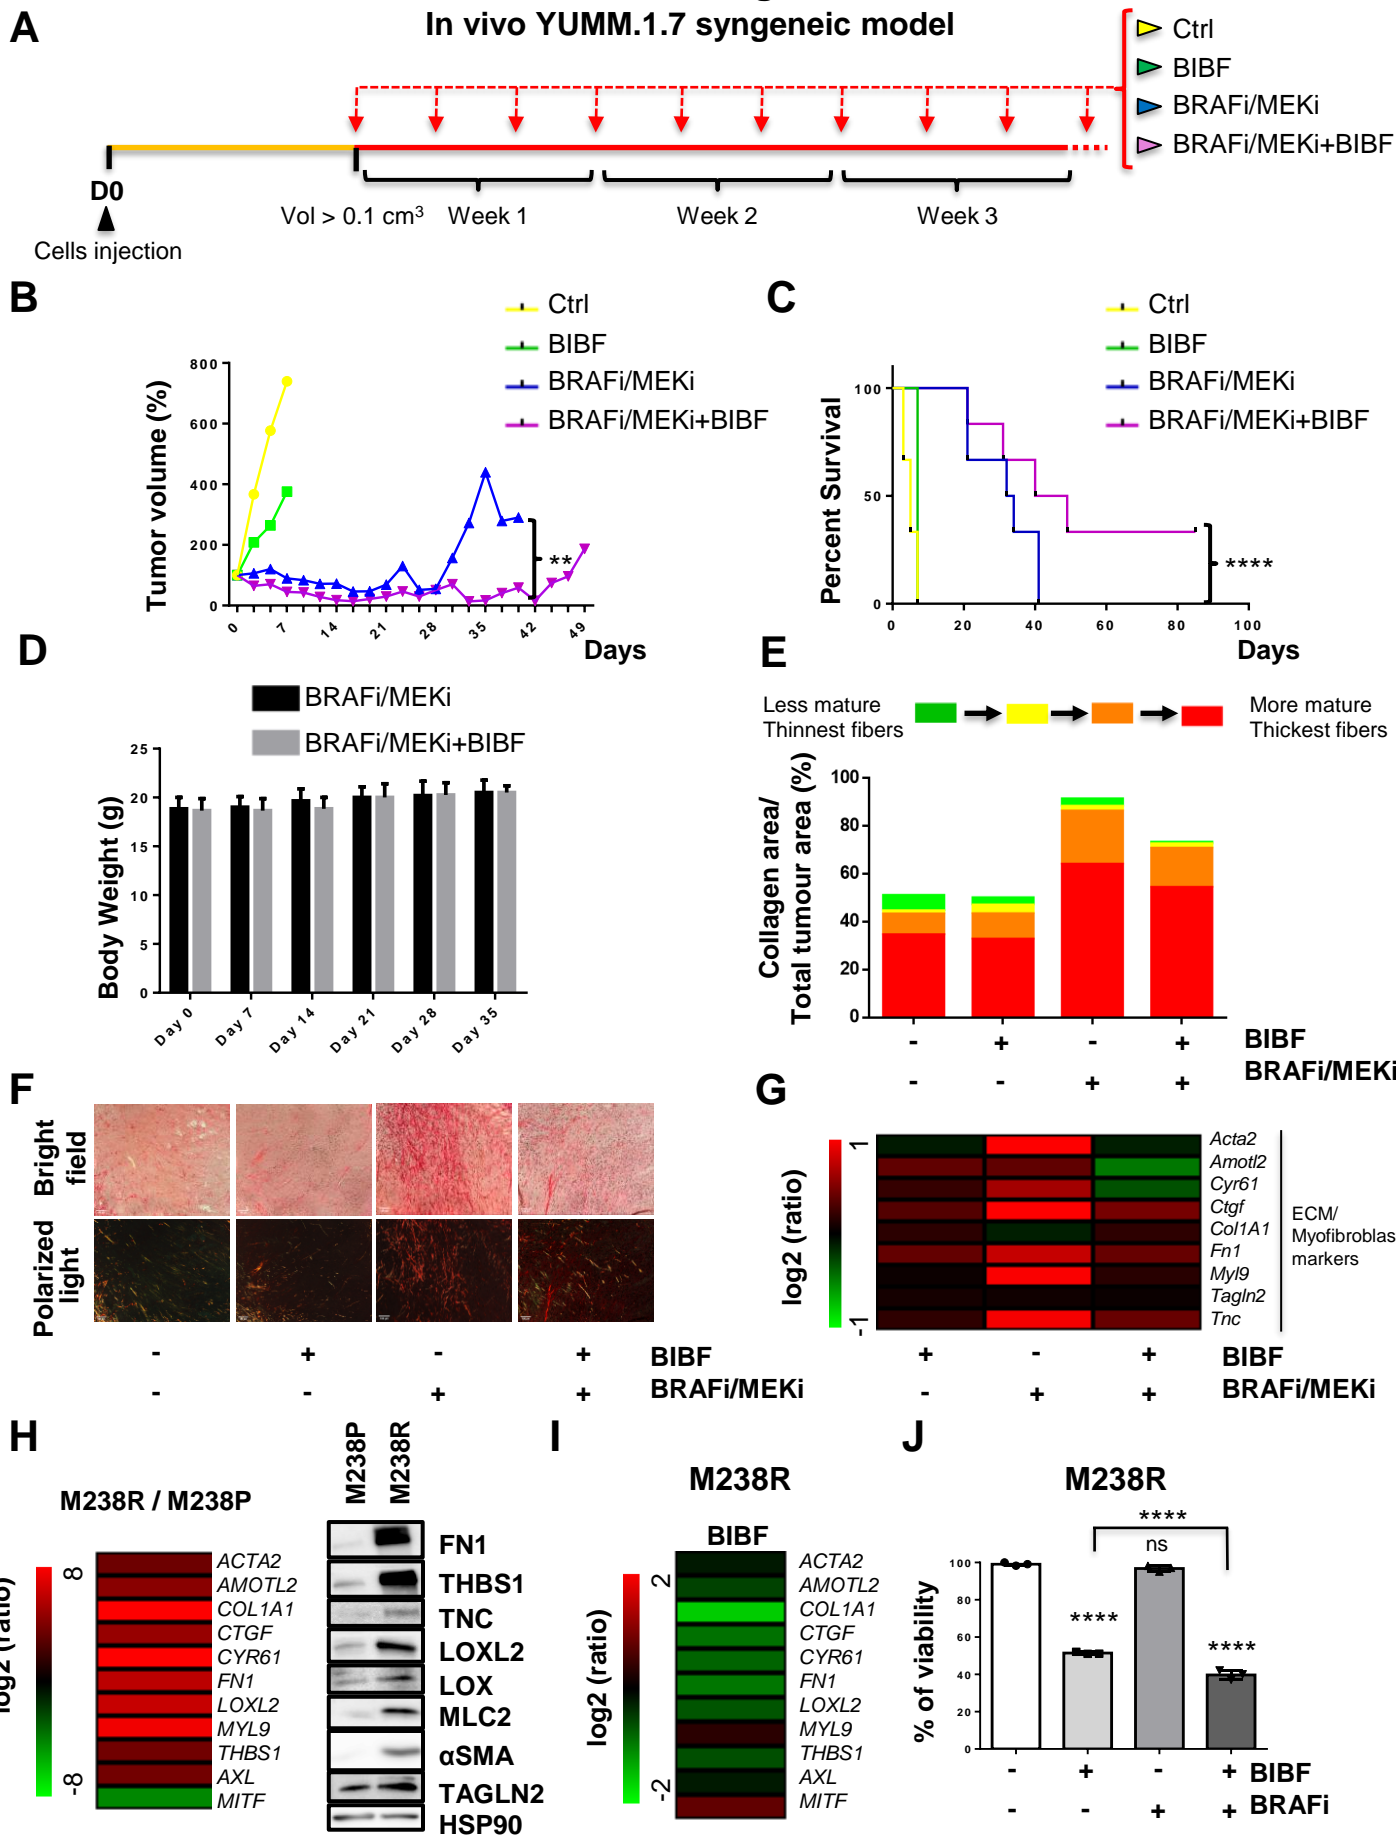 A
In vivo YUMM.1.7 syngeneic model
Ctrl
BIBF
BRAFi/MEKi
BRAFi/MEKi+BIBF
D0
Vol > 0.1 cm³
Week 1
Week 2
Week 3
Cells injection
B
Ctrl
BIBF
BRAFi/MEKi
BRAFi/MEKi+BIBF
Tumor volume (%)
800
600
400
200
0
**
0 7 14 21 28 35 42 49
Days
C
Ctrl
BIBF
BRAFi/MEKi
BRAFi/MEKi+BIBF
Percent Survival
100
50
0
****
0 20 40 60 80 100
Days
D
BRAFi/MEKi
BRAFi/MEKi+BIBF
Body Weight (g)
25
20
15
10
5
0
Day 0 Day 7 Day 14 Day 21 Day 28 Day 35
E
Less mature
Thinnest fibers
More mature
Thickest fibers
Collagen area/
Total tumour area (%)
100
80
60
40
20
0
- + - + BIBF
- - + + BRAFi/MEKi
F
Bright
field
Polarized
light
- + - + BIBF
- - + + BRAFi/MEKi
G
log2 (ratio)
1
-1
Acta2
Amotl2
Cyr61
Ctgf
Col1A1
Fn1
Myl9
Tagln2
Tnc
ECM/
Myofibroblas
markers
+ - + BIBF
- + + BRAFi/MEKi
H
M238R / M238P
log2 (ratio)
8
-8
ACTA2
AMOTL2
COL1A1
CTGF
CYR61
FN1
LOXL2
MYL9
THBS1
AXL
MITF
M238P
M238R
FN1
THBS1
TNC
LOXL2
LOX
MLC2
αSMA
TAGLN2
HSP90
I
M238R
BIBF
log2 (ratio)
2
-2
ACTA2
AMOTL2
COL1A1
CTGF
CYR61
FN1
LOXL2
MYL9
THBS1
AXL
MITF
J
M238R
% of viability
100
80
60
40
20
0
****
ns
****
****
- + - + BIBF
- - + + BRAFi